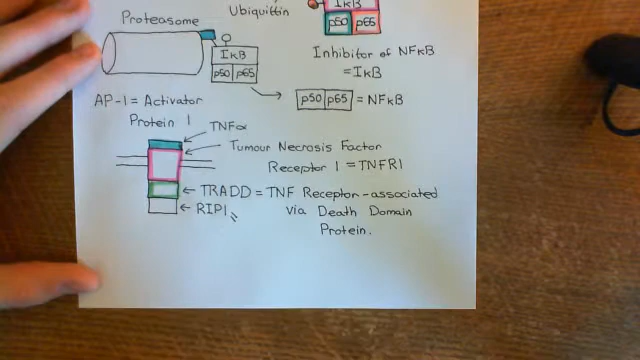 Proteasome
Ubiquitin
IκB
p50 p65
IκB
p50 p65
Inhibitor of NFκB
= IκB
p50 p65 = NFκB
AP-1 = Activator
Protein 1
TNFα
Tumour Necrosis Factor
Receptor 1 = TNFR1
TRADD = TNF Receptor-associated
via Death Domain
Protein.
RIP1